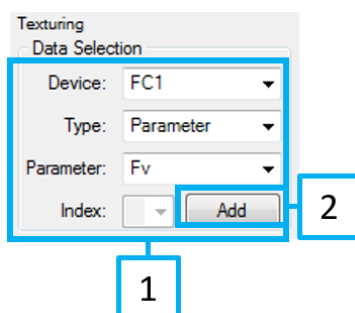 Texturing
Data Selection
Device: FC1
Type: Parameter
Parameter: Fv
Index: Add
2
1